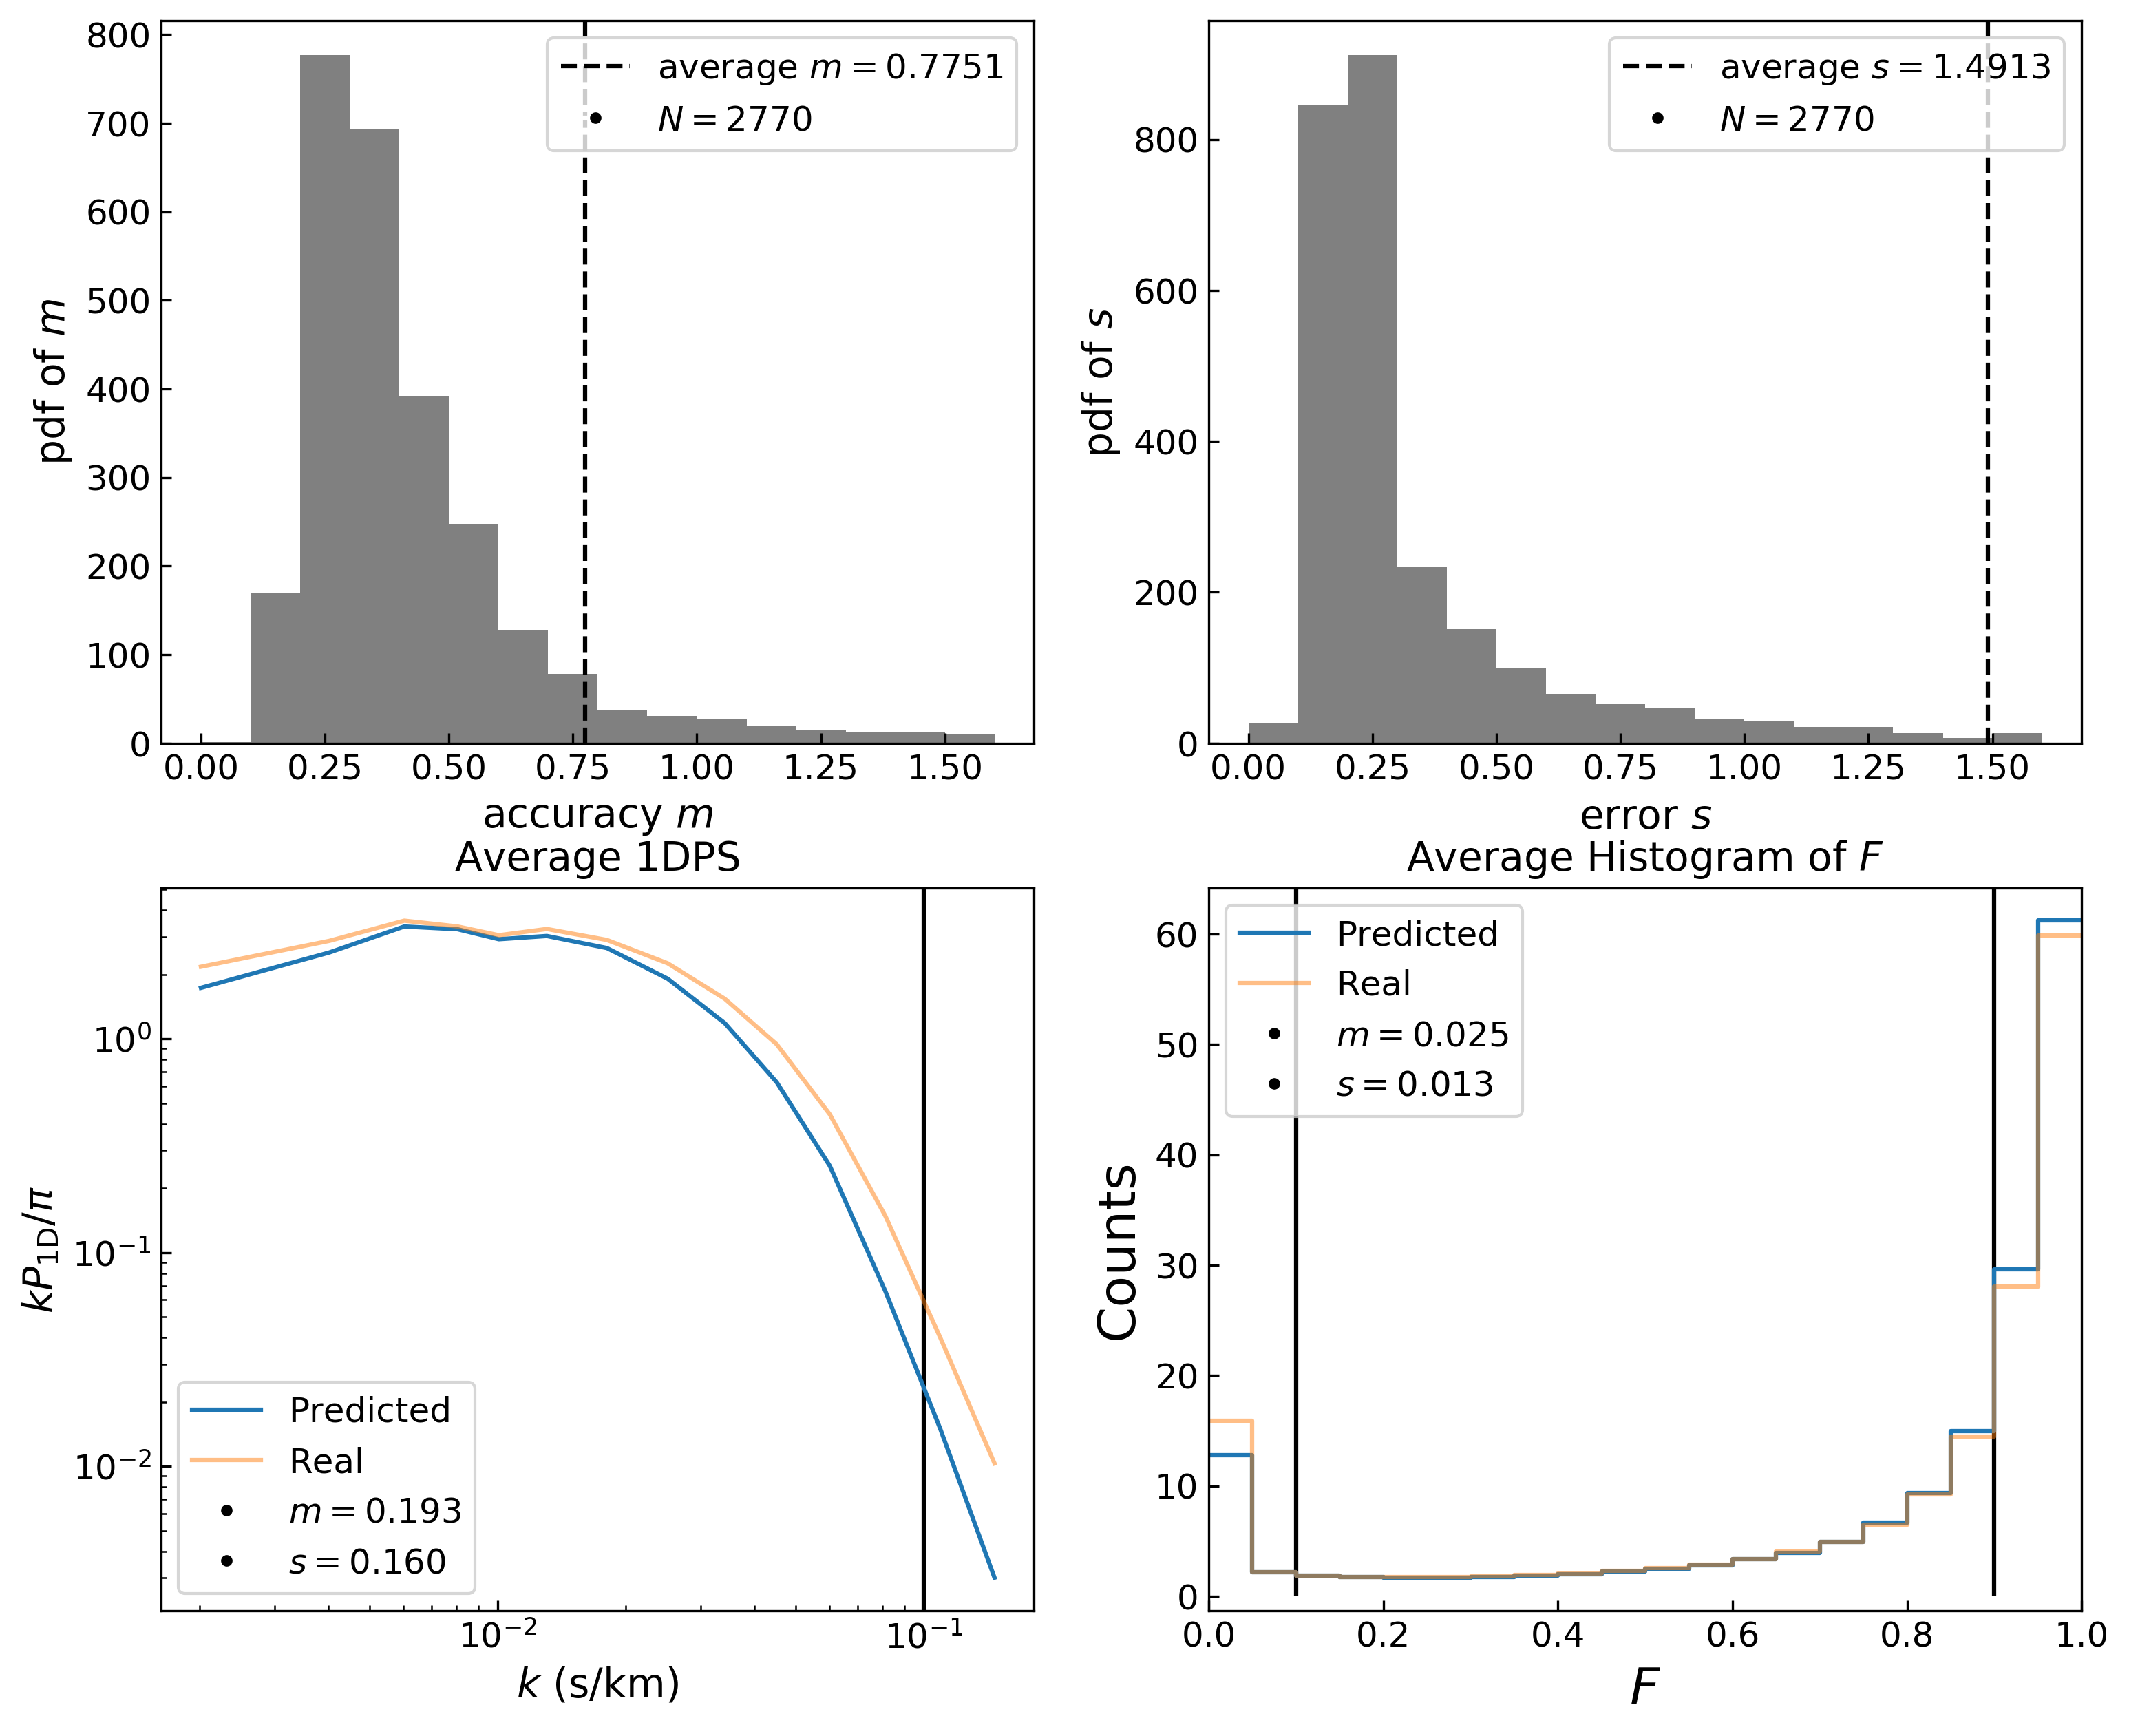 800
700
600
500
400
300
200
100
0
pdf of m
average m = 0.7751
N = 2770
0.00 0.25 0.50 0.75 1.00 1.25 1.50
accuracy m
800
600
400
200
0
pdf of s
average s = 1.4913
N = 2770
0.00 0.25 0.50 0.75 1.00 1.25 1.50
error s
Average 1DPS
10⁰
10⁻¹
10⁻²
kP₁D/π
Predicted
Real
m = 0.193
s = 0.160
10⁻² 10⁻¹
k (s/km)
Average Histogram of F
60
50
40
30
20
10
0
Counts
Predicted
Real
m = 0.025
s = 0.013
0.0 0.2 0.4 0.6 0.8 1.0
F